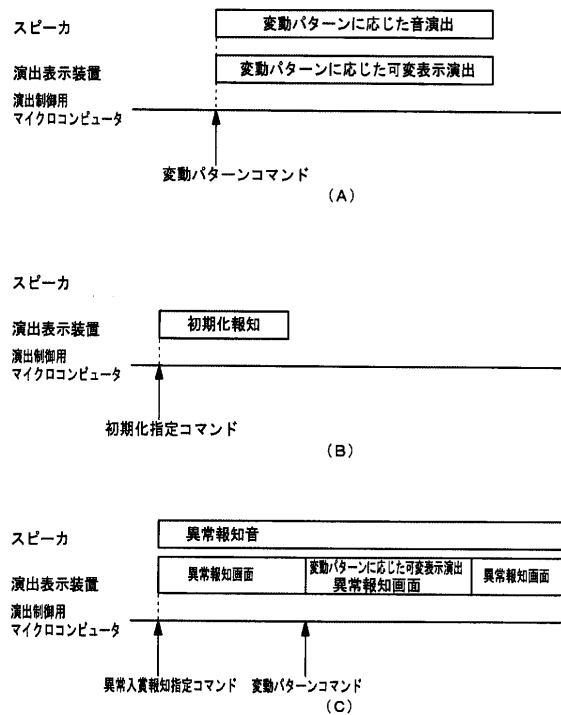 スピーカ
変動パターンに応じた音演出
演出表示装置
変動パターンに応じた可変表示演出
演出制御用
マイクロコンピュータ
変動パターンコマンド
(A)
スピーカ
演出表示装置
初期化報知
演出制御用
マイクロコンピュータ
初期化指定コマンド
(B)
スピーカ
異常報知音
演出表示装置
異常報知画面
変動パターンに応じた可変表示演出
異常報知画面
異常報知画面
演出制御用
マイクロコンピュータ
異常入賞報知指定コマンド
変動パターンコマンド
(C)